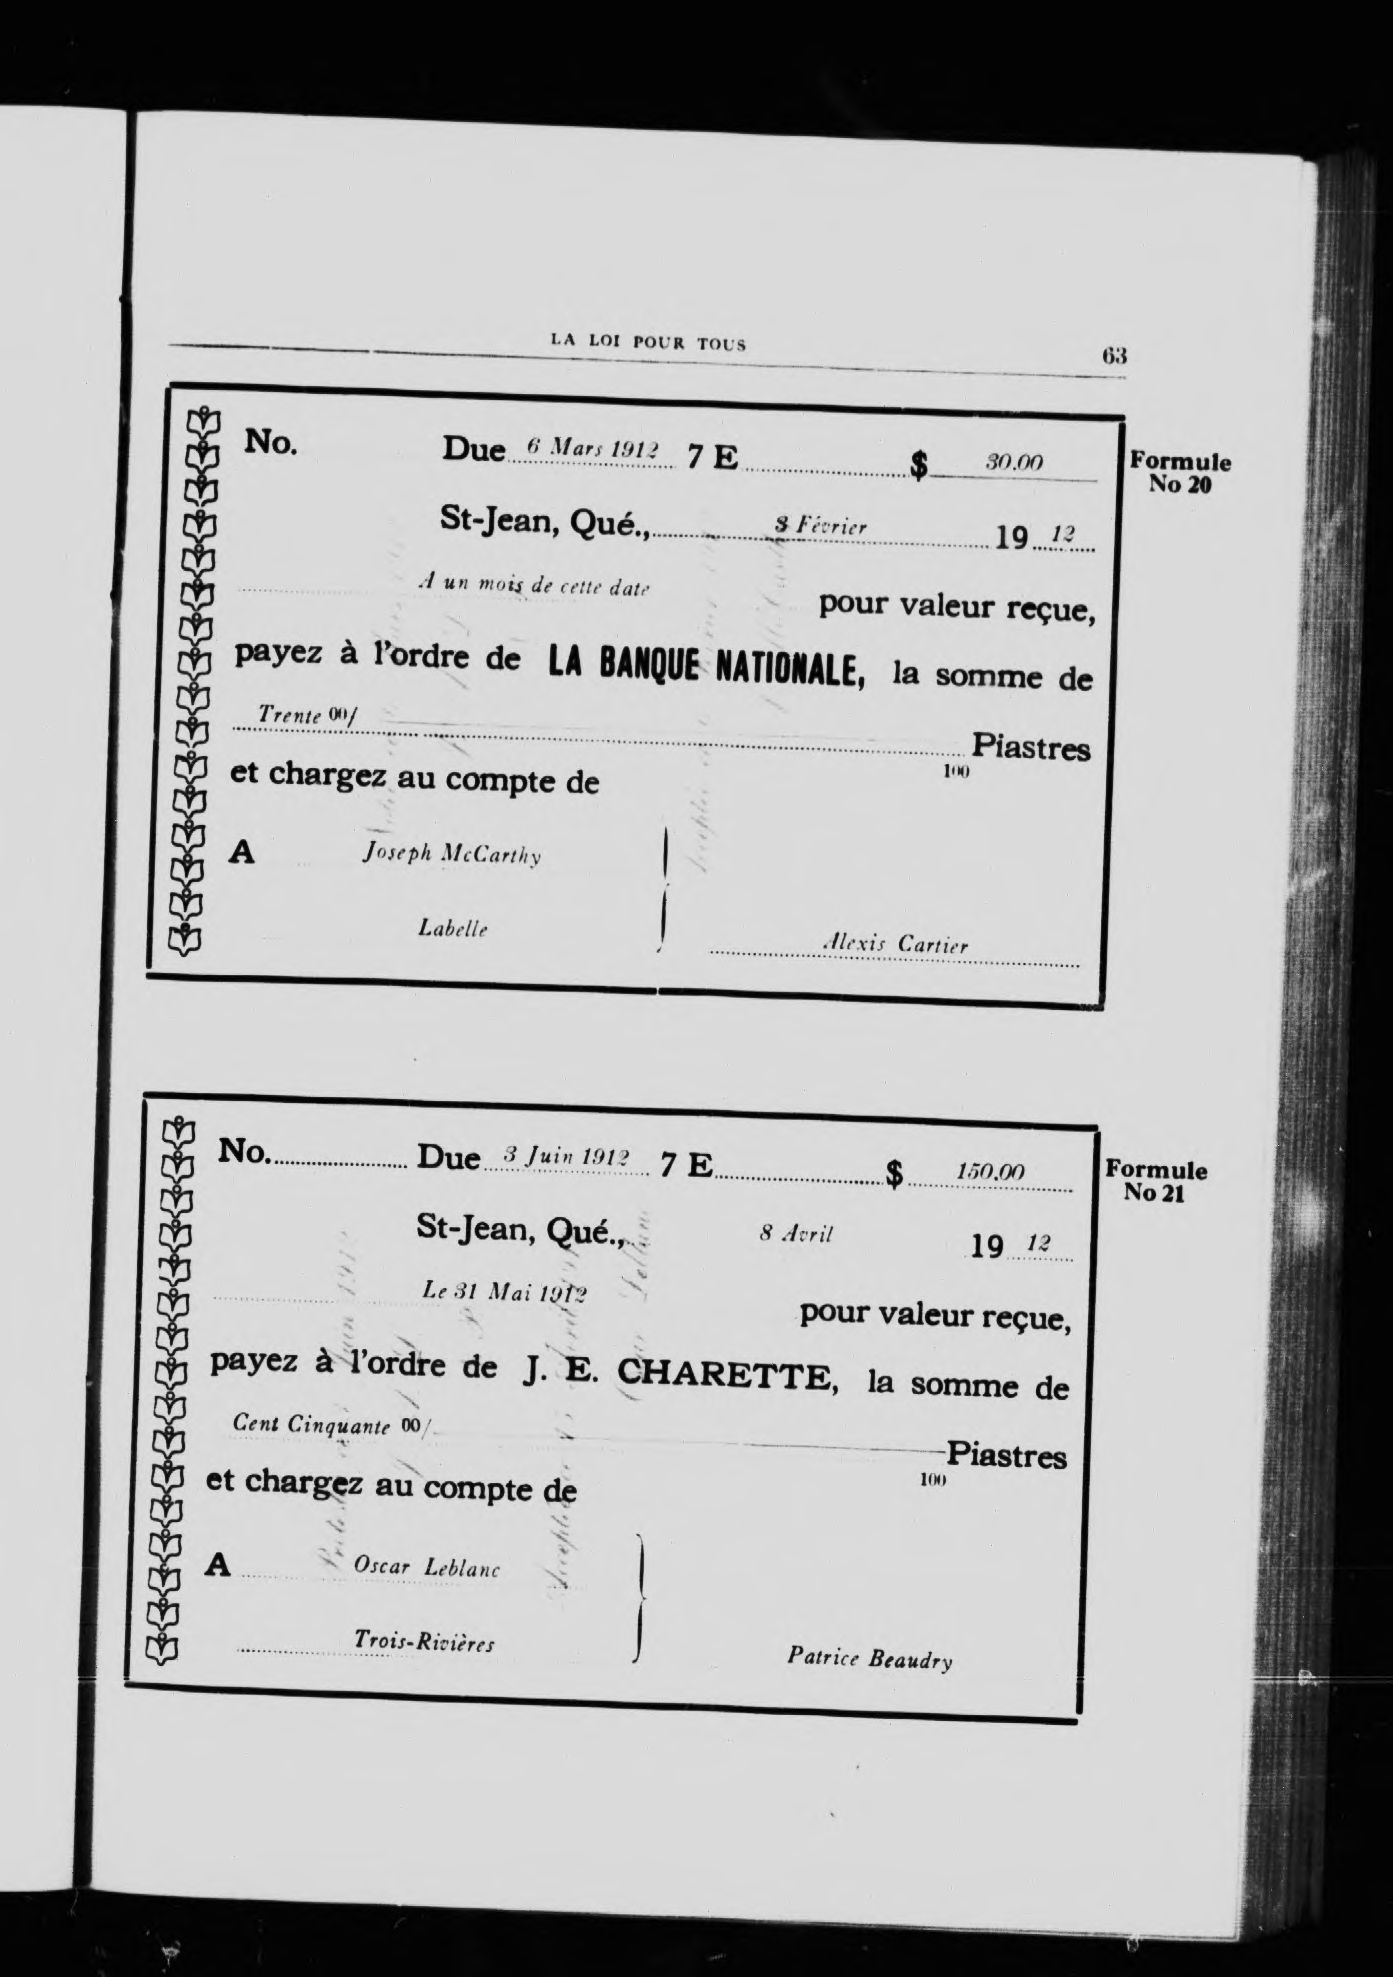 LA LOI POUR TOUS 63
No. Due 6 Mars 1912 7 E $ 30.00
Formule
No 20
St-Jean, Qué., 3 Février 19 12
A un mois de cette date pour valeur reçue,
payez à l'ordre de LA BANQUE NATIONALE, la somme de
Trente 00/ Piastres
100
et chargez au compte de
A Joseph McCarthy
Labelle Alexis Cartier
No. Due 3 Juin 1912 7 E $ 150.00
Formule
No 21
St-Jean, Qué., 8 Avril 19 12
Le 31 Mai 1912 pour valeur reçue,
payez à l'ordre de J. E. CHARETTE, la somme de
Cent Cinquante 00/ Piastres
100
et chargez au compte de
A Oscar Leblanc
Trois-Rivières Patrice Beaudry